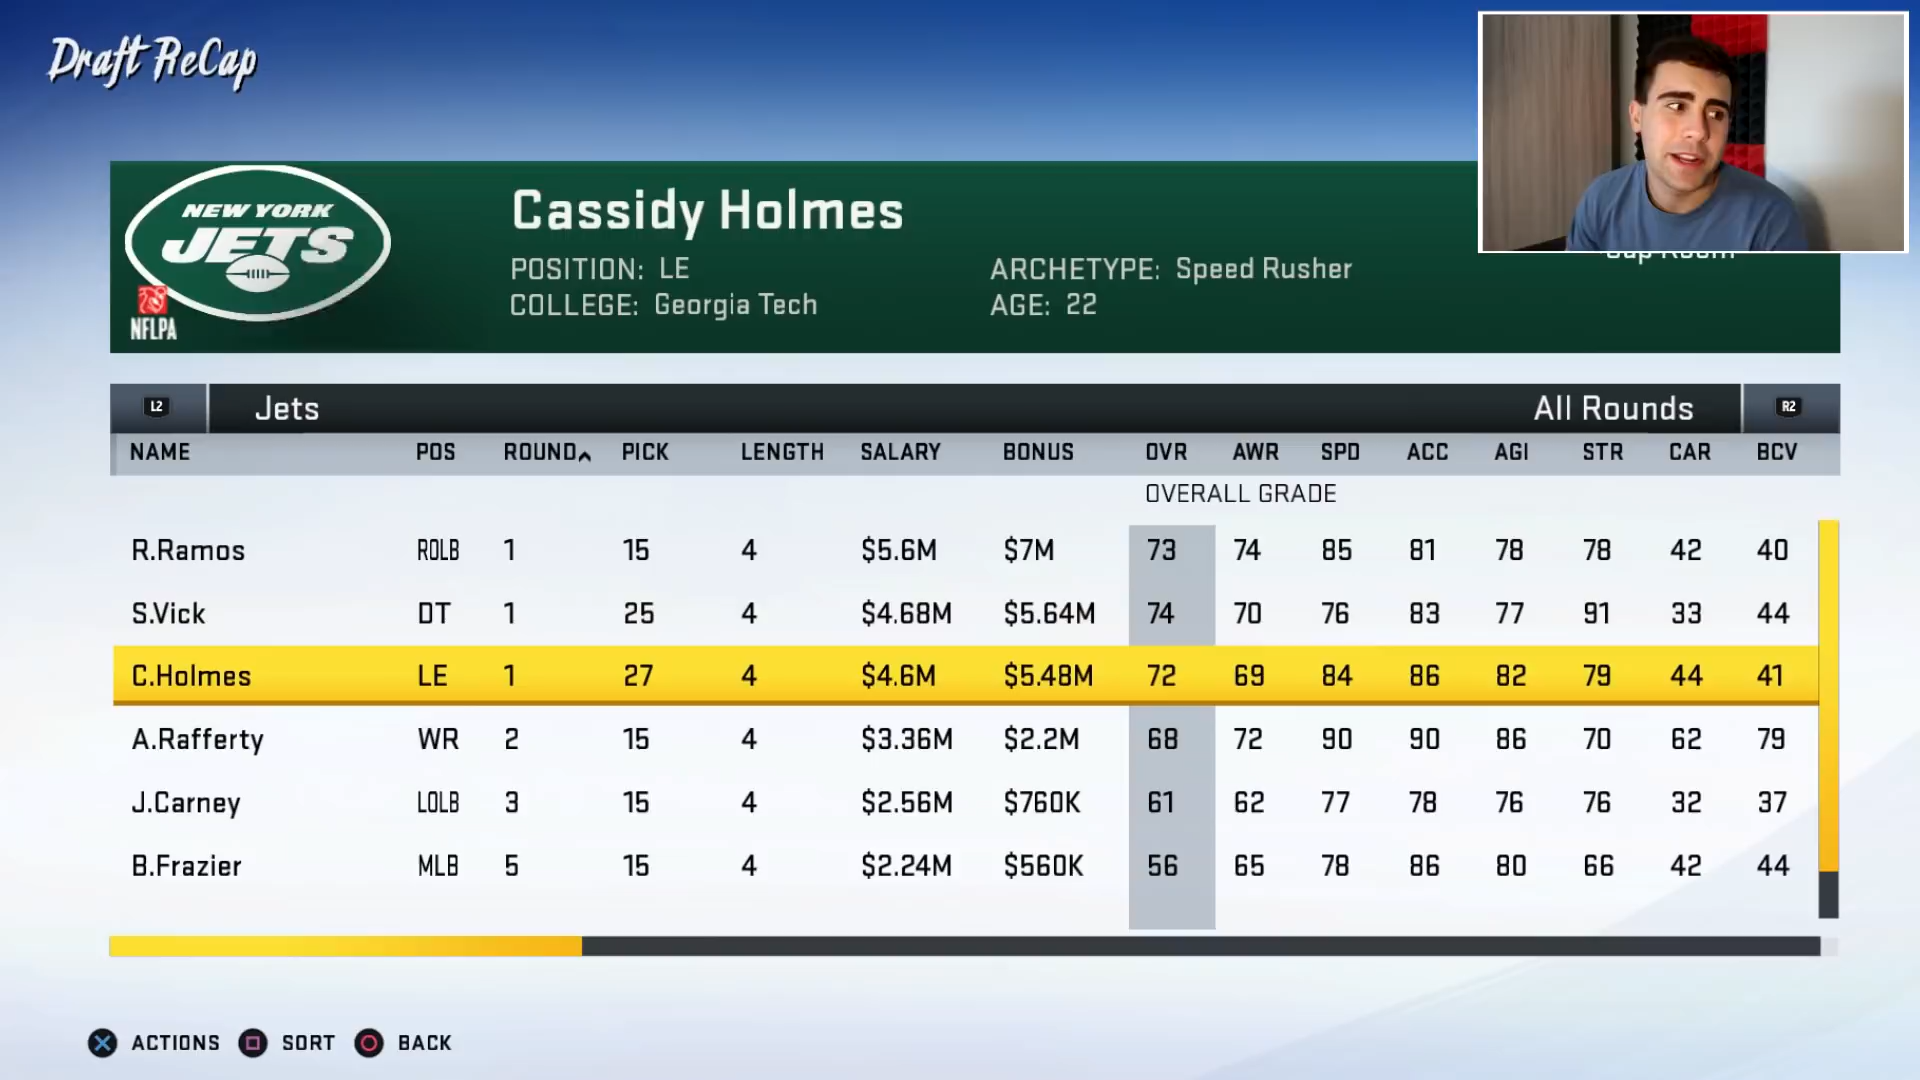 Draft ReCap
NEW YORK
JETS
NFLPA
Cassidy Holmes
POSITION: LE
ARCHETYPE: Speed Rusher
COLLEGE: Georgia Tech
AGE: 22
L2 Jets All Rounds R2
NAME POS ROUND PICK LENGTH SALARY BONUS OVR AWR SPD ACC AGI STR CAR BCV
OVERALL GRADE
R.Ramos ROLB 1 15 4 $5.6M $7M 73 74 85 81 78 78 42 40
S.Vick DT 1 25 4 $4.68M $5.64M 74 70 76 83 77 91 33 44
C.Holmes LE 1 27 4 $4.6M $5.48M 72 69 84 86 82 79 44 41
A.Rafferty WR 2 15 4 $3.36M $2.2M 68 72 90 90 86 70 62 79
J.Carney LOLB 3 15 4 $2.56M $760K 61 62 77 78 76 76 32 37
B.Frazier MLB 5 15 4 $2.24M $560K 56 65 78 86 80 66 42 44
ACTIONS SORT BACK